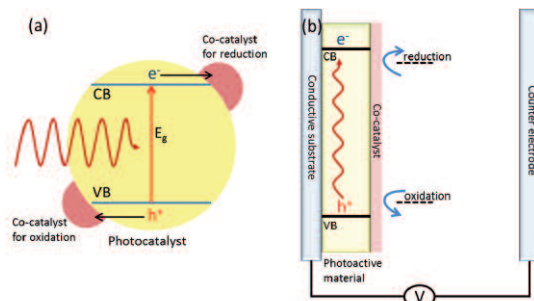 (a)
Co-catalyst
for reduction
e-
CB
Eg
VB
h+
Co-catalyst
for oxidation
Photocatalyst
(b)
Conductive substrate
e-
CB
h+
VB
Photoactive
material
Co-catalyst
reduction
oxidation
Counter electrode
V